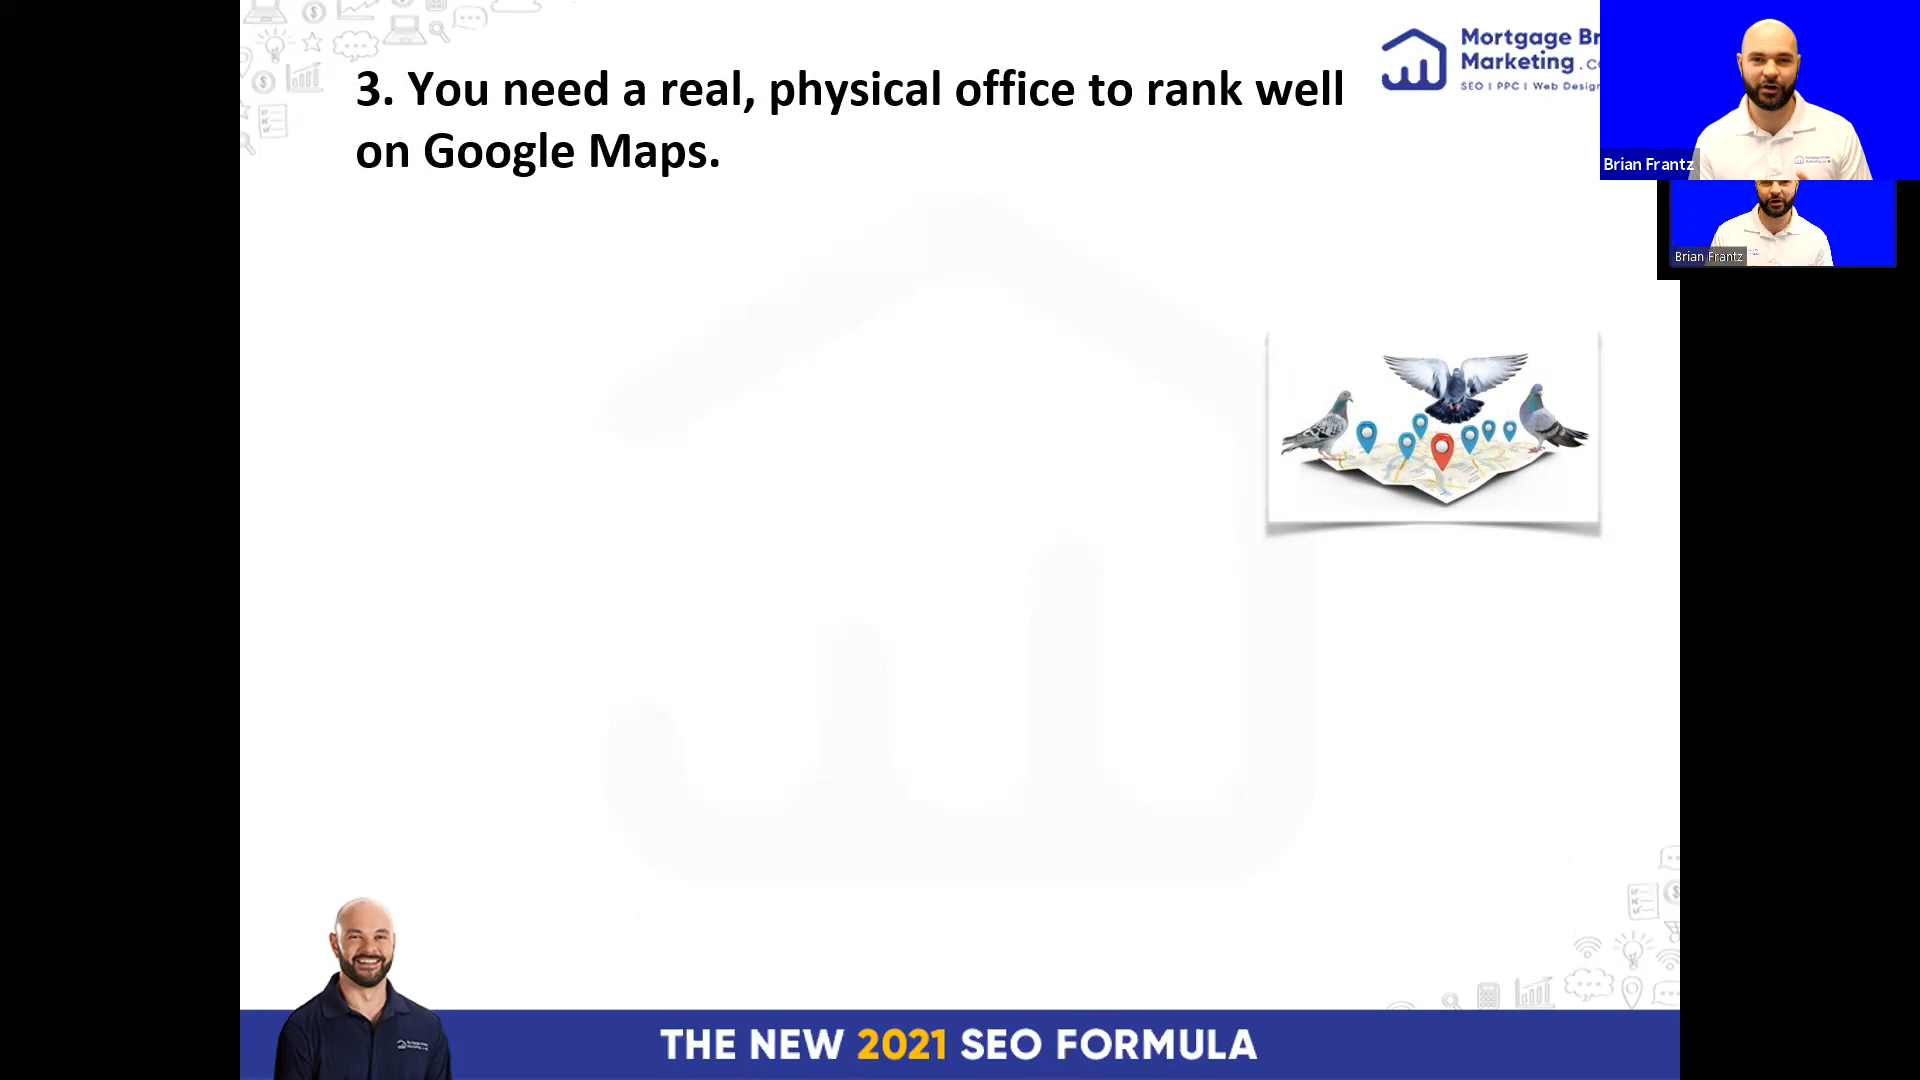 3. You need a real, physical office to rank well
on Google Maps.
Mortgage Br
Marketing .c
SEO | PPC | Web Design
Brian Frantz
Brian Frantz
THE NEW 2021 SEO FORMULA